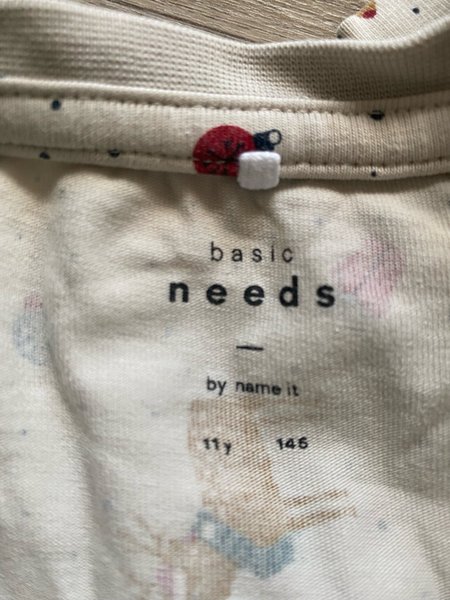 basic
needs
—
by name it
11y 146